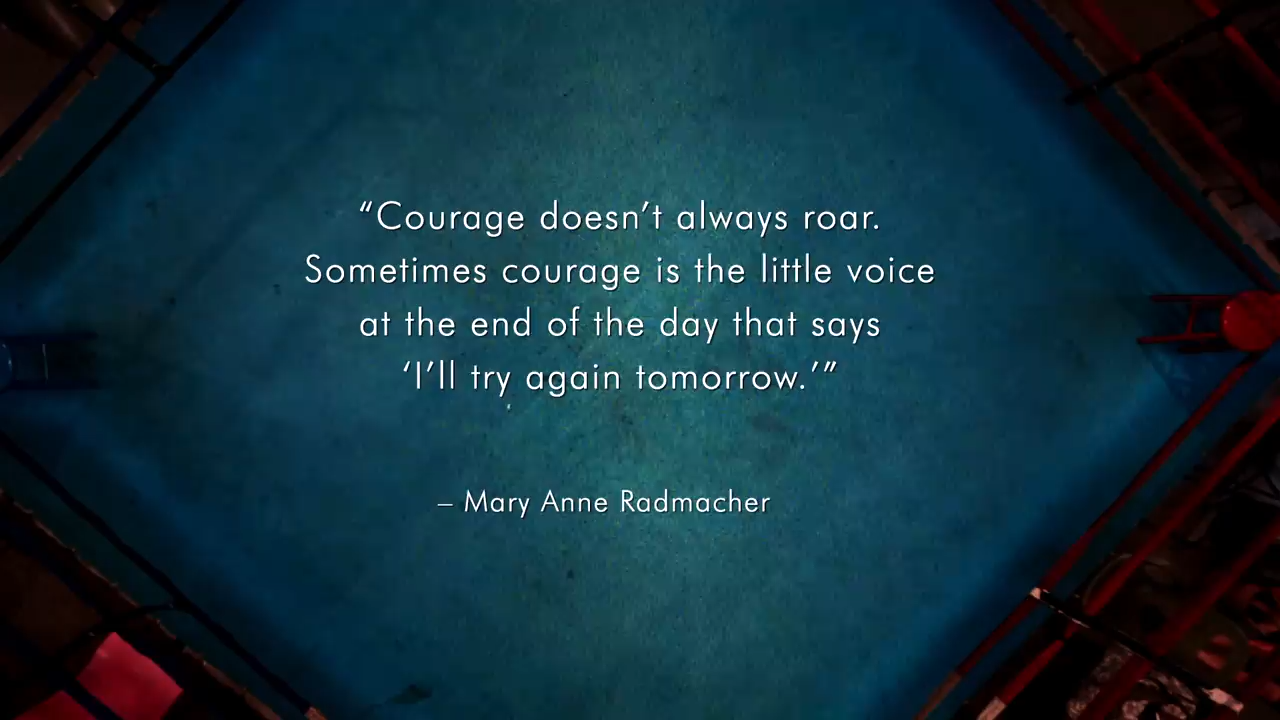 “Courage doesn’t always roar.
Sometimes courage is the little voice
at the end of the day that says
‘I’ll try again tomorrow.’”
– Mary Anne Radmacher